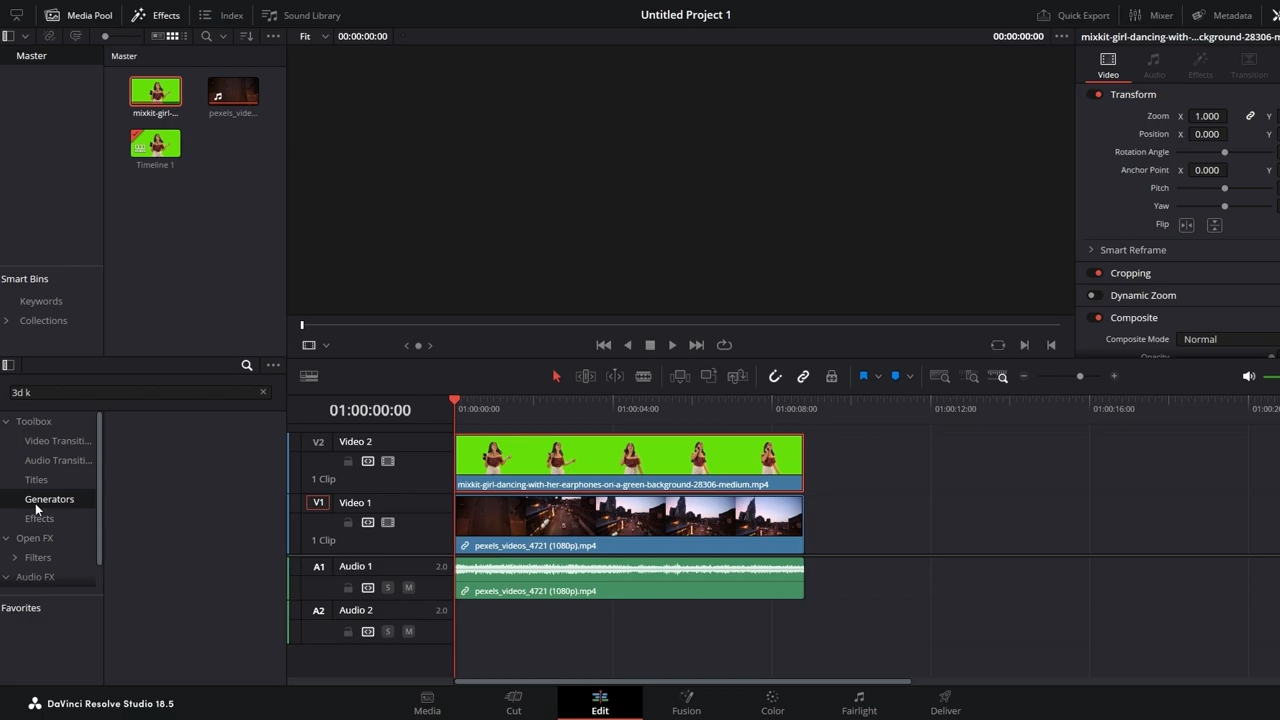 Media Pool
Effects
Index
Sound Library
Untitled Project 1
Quick Export
Mixer
Metadata
Fit
00:00:00:00
00:00:00:00
mixkit-girl-dancing-with-...ckground-28306-m
Master
Master
mixkit-girl-...
pexels_vide...
Timeline 1
Smart Bins
Keywords
Collections
Video
Audio
Effects
Transition
Transform
Zoom X 1.000 Y
Position X 0.000 Y
Rotation Angle
Anchor Point X 0.000 Y
Pitch
Yaw
Flip
Smart Reframe
Cropping
Dynamic Zoom
Composite
Composite Mode Normal
3d k
Toolbox
Video Transiti...
Audio Transiti...
Titles
Generators
Effects
Open FX
Filters
Audio FX
Favorites
01:00:00:00
01:00:00:00
01:00:04:00
01:00:08:00
01:00:12:00
01:00:16:00
V2 Video 2
1 Clip
mixkit-girl-dancing-with-her-earphones-on-a-green-background-28306-medium.mp4
V1 Video 1
1 Clip
pexels_videos_4721 (1080p).mp4
A1 Audio 1 2.0
S M
pexels_videos_4721 (1080p).mp4
A2 Audio 2 2.0
S M
DaVinci Resolve Studio 18.5
Media
Cut
Edit
Fusion
Color
Fairlight
Deliver